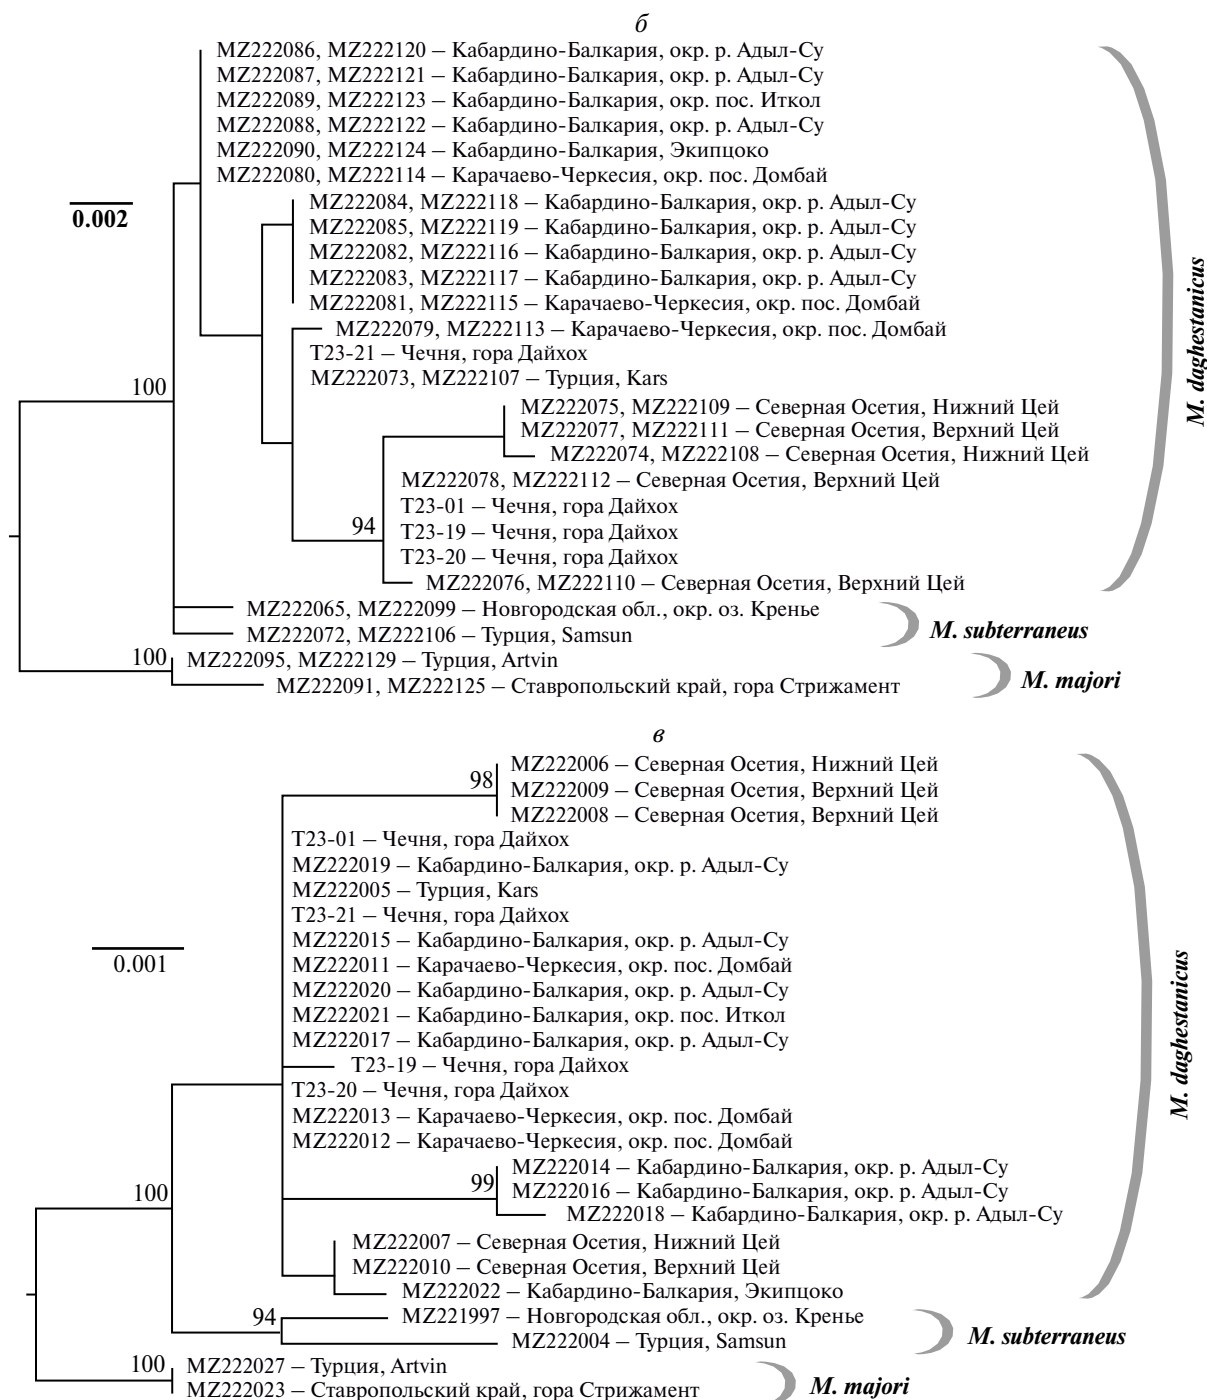 б
MZ222086, MZ222120 – Кабардино-Балкария, окр. р. Адыл-Су
MZ222087, MZ222121 – Кабардино-Балкария, окр. р. Адыл-Су
MZ222089, MZ222123 – Кабардино-Балкария, окр. пос. Иткол
MZ222088, MZ222122 – Кабардино-Балкария, окр. р. Адыл-Су
MZ222090, MZ222124 – Кабардино-Балкария, Экипцоко
MZ222080, MZ222114 – Карачаево-Черкесия, окр. пос. Домбай
MZ222084, MZ222118 – Кабардино-Балкария, окр. р. Адыл-Су
0.002
MZ222085, MZ222119 – Кабардино-Балкария, окр. р. Адыл-Су
MZ222082, MZ222116 – Кабардино-Балкария, окр. р. Адыл-Су
MZ222083, MZ222117 – Кабардино-Балкария, окр. р. Адыл-Су
MZ222081, MZ222115 – Карачаево-Черкесия, окр. пос. Домбай
MZ222079, MZ222113 – Карачаево-Черкесия, окр. пос. Домбай
M. daghestanicus
T23-21 – Чечня, гора Дайхох
MZ222073, MZ222107 – Турция, Kars
100
MZ222075, MZ222109 – Северная Осетия, Нижний Цей
MZ222077, MZ222111 – Северная Осетия, Верхний Цей
MZ222074, MZ222108 – Северная Осетия, Нижний Цей
MZ222078, MZ222112 – Северная Осетия, Верхний Цей
T23-01 – Чечня, гора Дайхох
94
T23-19 – Чечня, гора Дайхох
T23-20 – Чечня, гора Дайхох
MZ222076, MZ222110 – Северная Осетия, Верхний Цей
MZ222065, MZ222099 – Новгородская обл., окр. оз. Кренье
M. subterraneus
MZ222072, MZ222106 – Турция, Samsun
100
MZ222095, MZ222129 – Турция, Artvin
M. majori
MZ222091, MZ222125 – Ставропольский край, гора Стрижамент
в
MZ222006 – Северная Осетия, Нижний Цей
98
MZ222009 – Северная Осетия, Верхний Цей
MZ222008 – Северная Осетия, Верхний Цей
T23-01 – Чечня, гора Дайхох
MZ222019 – Кабардино-Балкария, окр. р. Адыл-Су
MZ222005 – Турция, Kars
T23-21 – Чечня, гора Дайхох
MZ222015 – Кабардино-Балкария, окр. р. Адыл-Су
0.001
MZ222011 – Карачаево-Черкесия, окр. пос. Домбай
MZ222020 – Кабардино-Балкария, окр. р. Адыл-Су
MZ222021 – Кабардино-Балкария, окр. пос. Иткол
MZ222017 – Кабардино-Балкария, окр. р. Адыл-Су
M. daghestanicus
T23-19 – Чечня, гора Дайхох
T23-20 – Чечня, гора Дайхох
MZ222013 – Карачаево-Черкесия, окр. пос. Домбай
MZ222012 – Карачаево-Черкесия, окр. пос. Домбай
MZ222014 – Кабардино-Балкария, окр. р. Адыл-Су
99
MZ222016 – Кабардино-Балкария, окр. р. Адыл-Су
100
MZ222018 – Кабардино-Балкария, окр. р. Адыл-Су
MZ222007 – Северная Осетия, Нижний Цей
MZ222010 – Северная Осетия, Верхний Цей
MZ222022 – Кабардино-Балкария, Экипцоко
94
MZ221997 – Новгородская обл., окр. оз. Кренье
M. subterraneus
MZ222004 – Турция, Samsun
100
MZ222027 – Турция, Artvin
M. majori
MZ222023 – Ставропольский край, гора Стрижамент